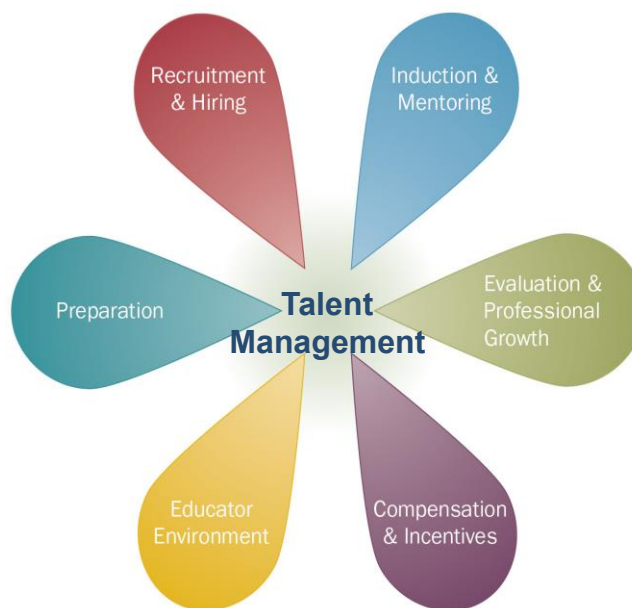 Recruitment
& Hiring
Induction &
Mentoring
Preparation
Talent
Management
Evaluation &
Professional
Growth
Educator
Environment
Compensation
& Incentives